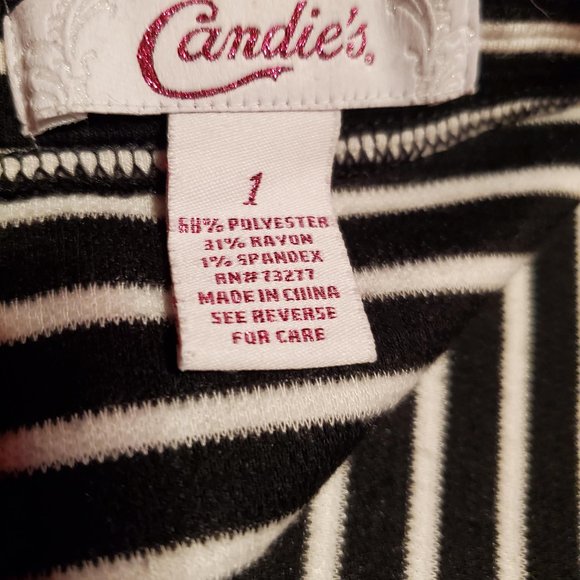 Candie's®
1
68% POLYESTER
31% RAYON
1% SPANDEX
RN# 73277
MADE IN CHINA
SEE REVERSE
FOR CARE